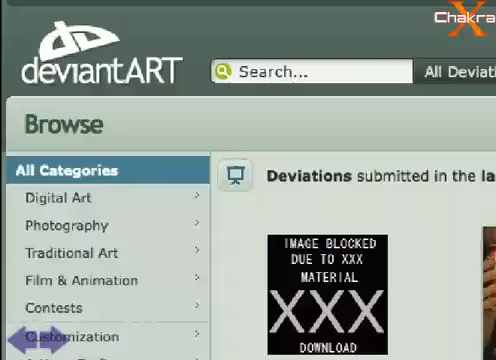 Chakra
X
deviantART
Search...
All Deviati
Browse
All Categories
Deviations submitted in the la
Digital Art
Photography
Traditional Art
Film & Animation
Contests
Customization
IMAGE BLOCKED
DUE TO XXX
MATERIAL
XXX
DOWNLOAD